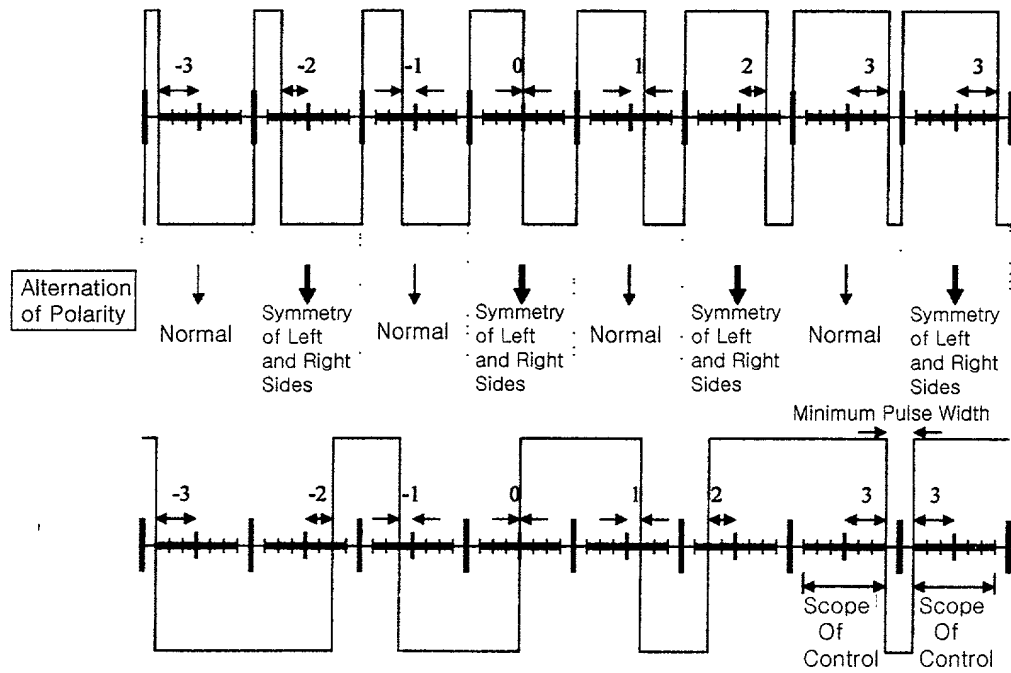 -3 -2 -1 0 1 2 3 3
Alternation
of Polarity
Normal
Symmetry
of Left
and Right
Sides
Normal
Symmetry
of Left
and Right
Sides
Normal
Symmetry
of Left
and Right
Sides
Normal
Symmetry
of Left
and Right
Sides
Minimum Pulse Width
-3 -2 -1 0 1 2 3 3
Scope
Of
Control
Scope
Of
Control